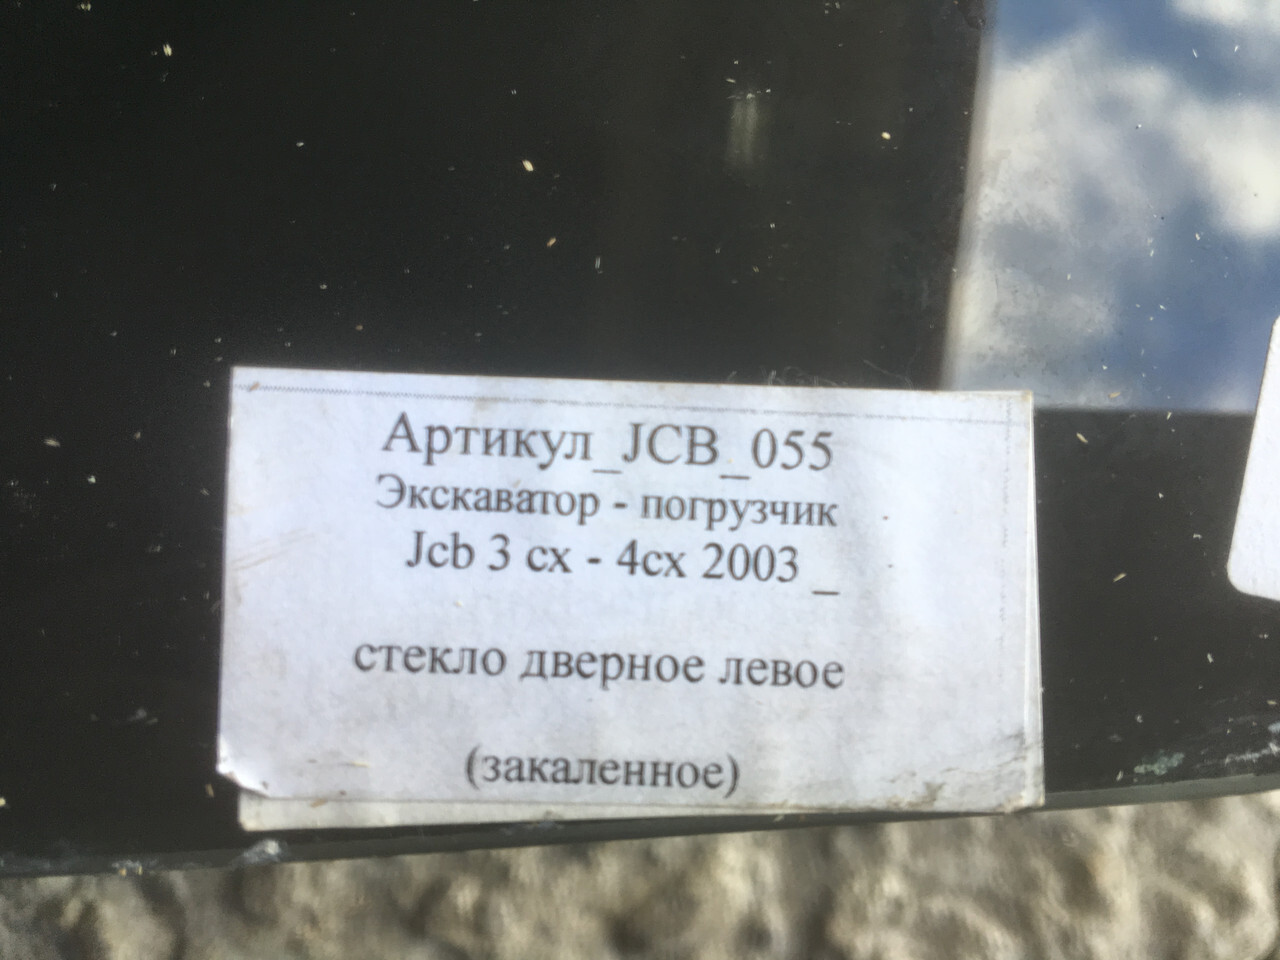 Артикул_JCB_055
Экскаватор - погрузчик
Jcb 3 cx - 4cx 2003 _
стекло дверное левое
(закаленное)